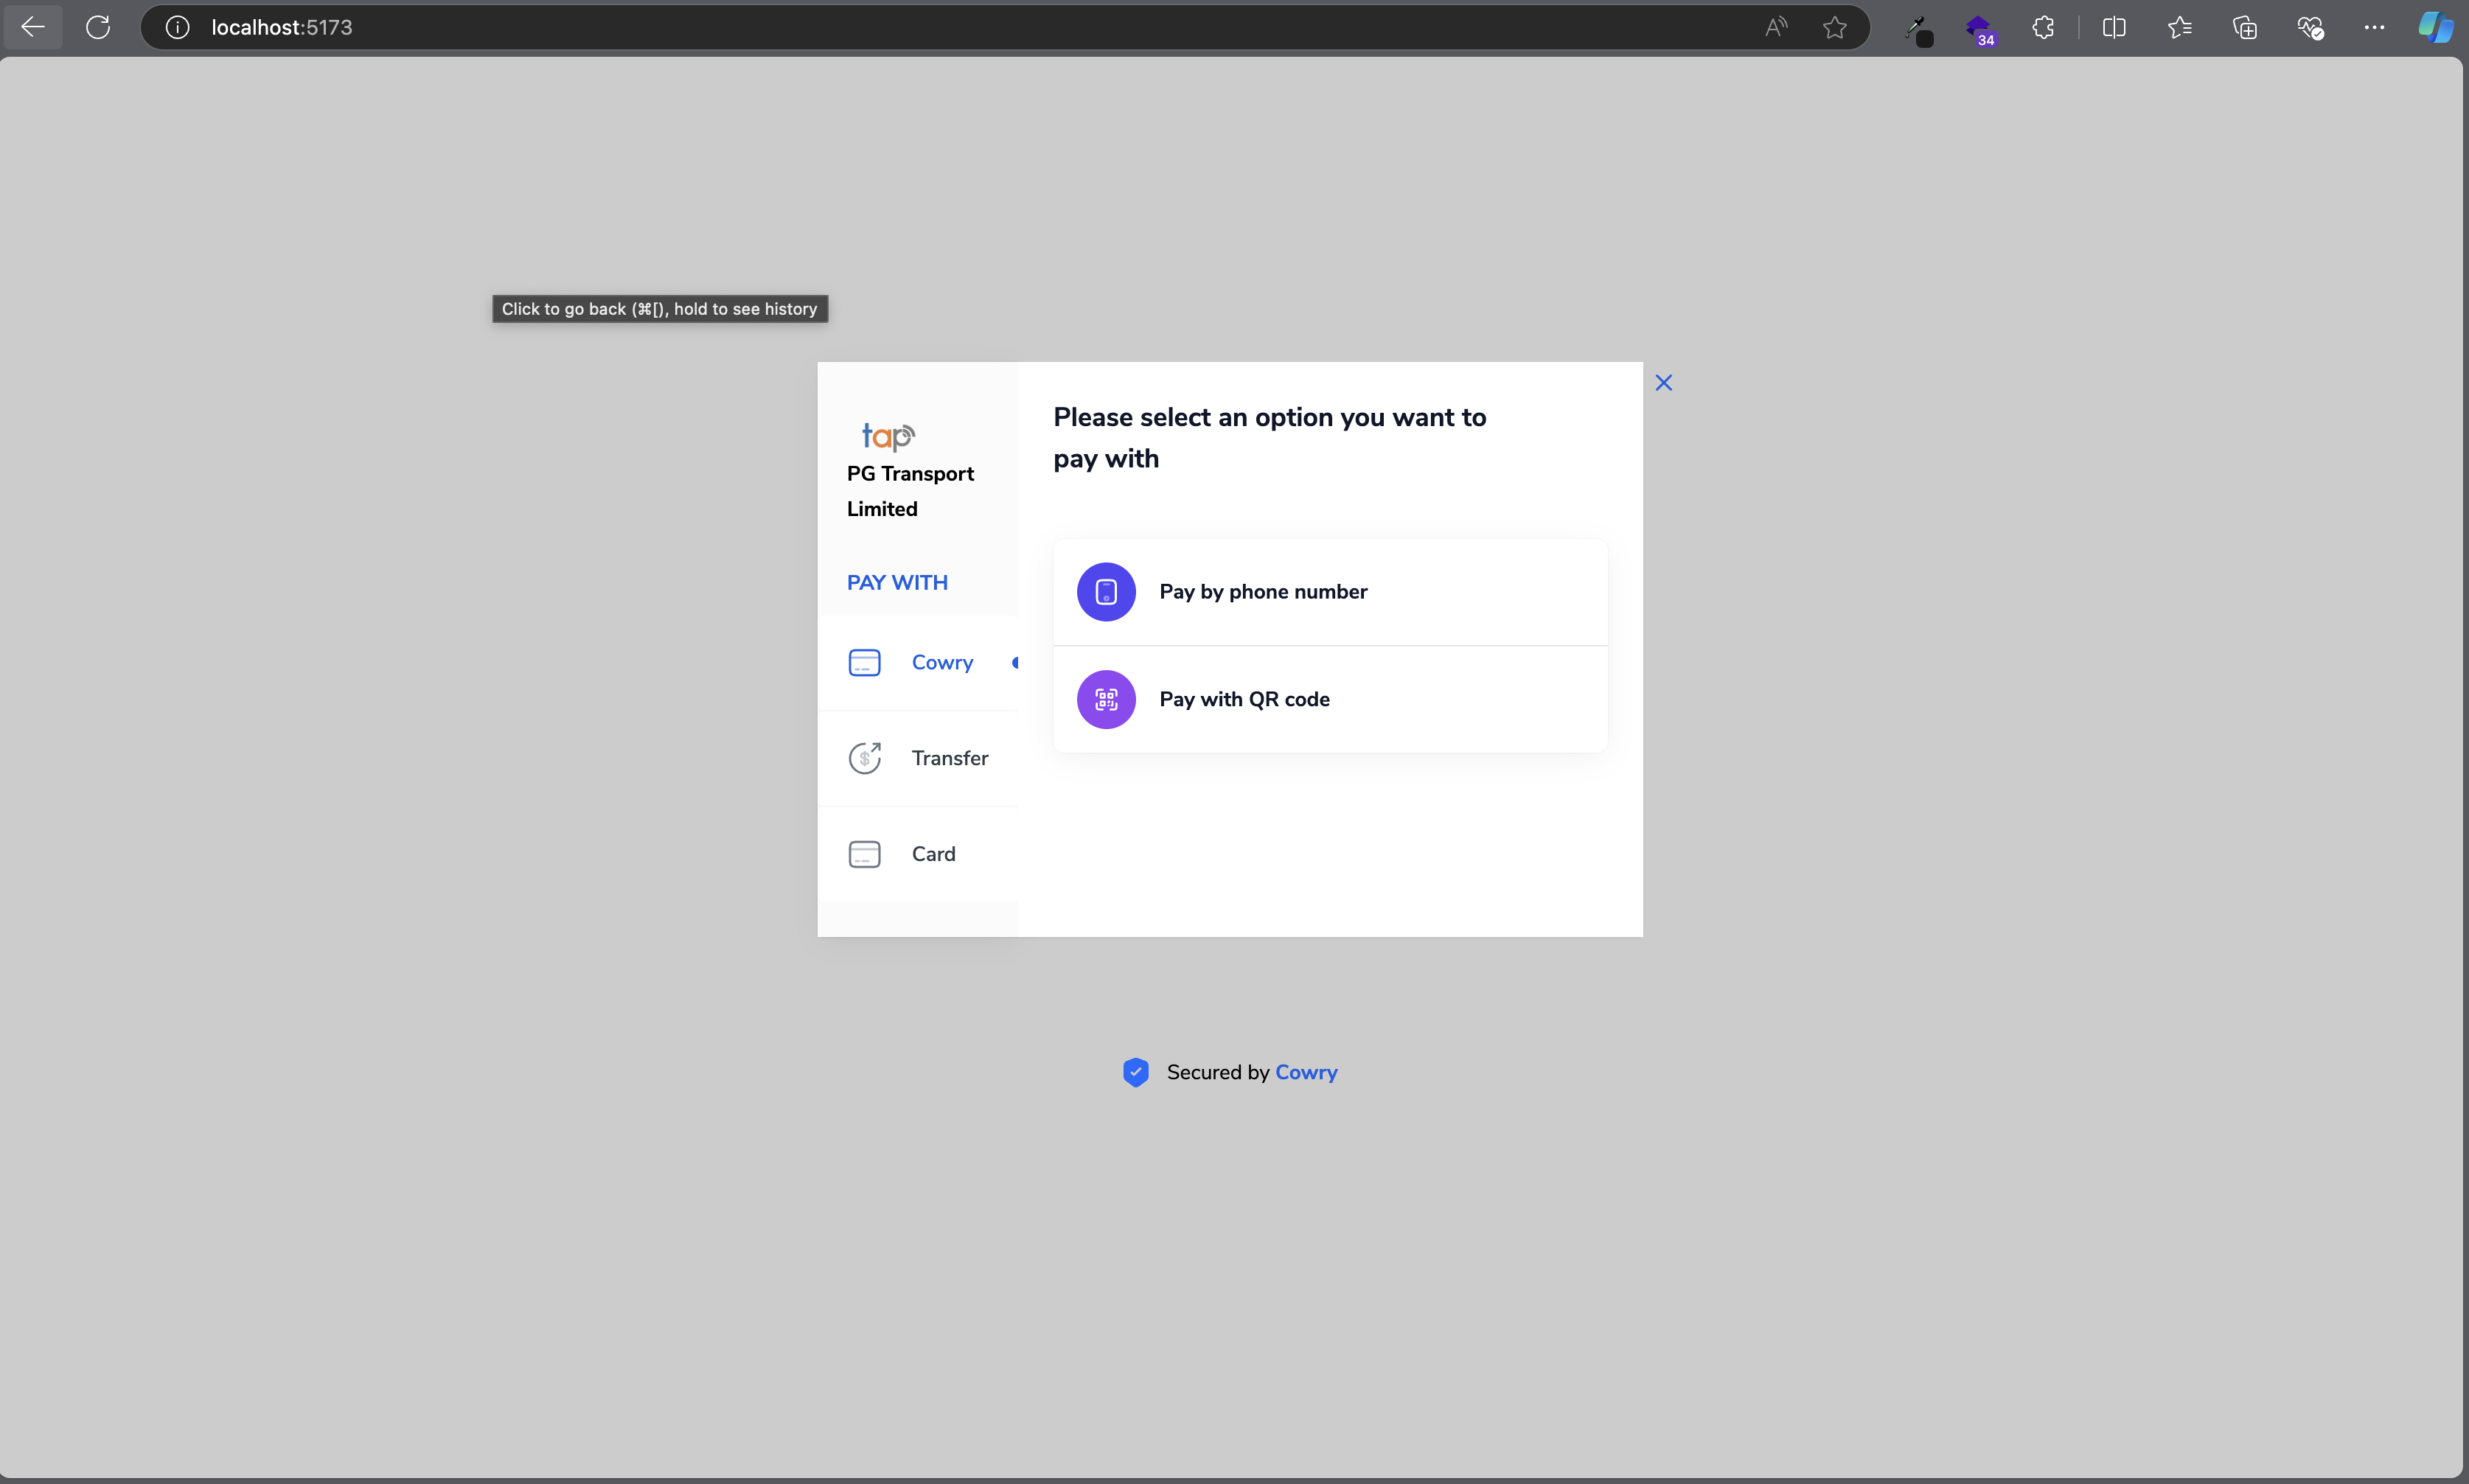 localhost:5173
34
Click to go back (⌘[), hold to see history
tap
PG Transport
Limited
PAY WITH
Cowry
Transfer
Card
Please select an option you want to
pay with
Pay by phone number
Pay with QR code
Secured by Cowry